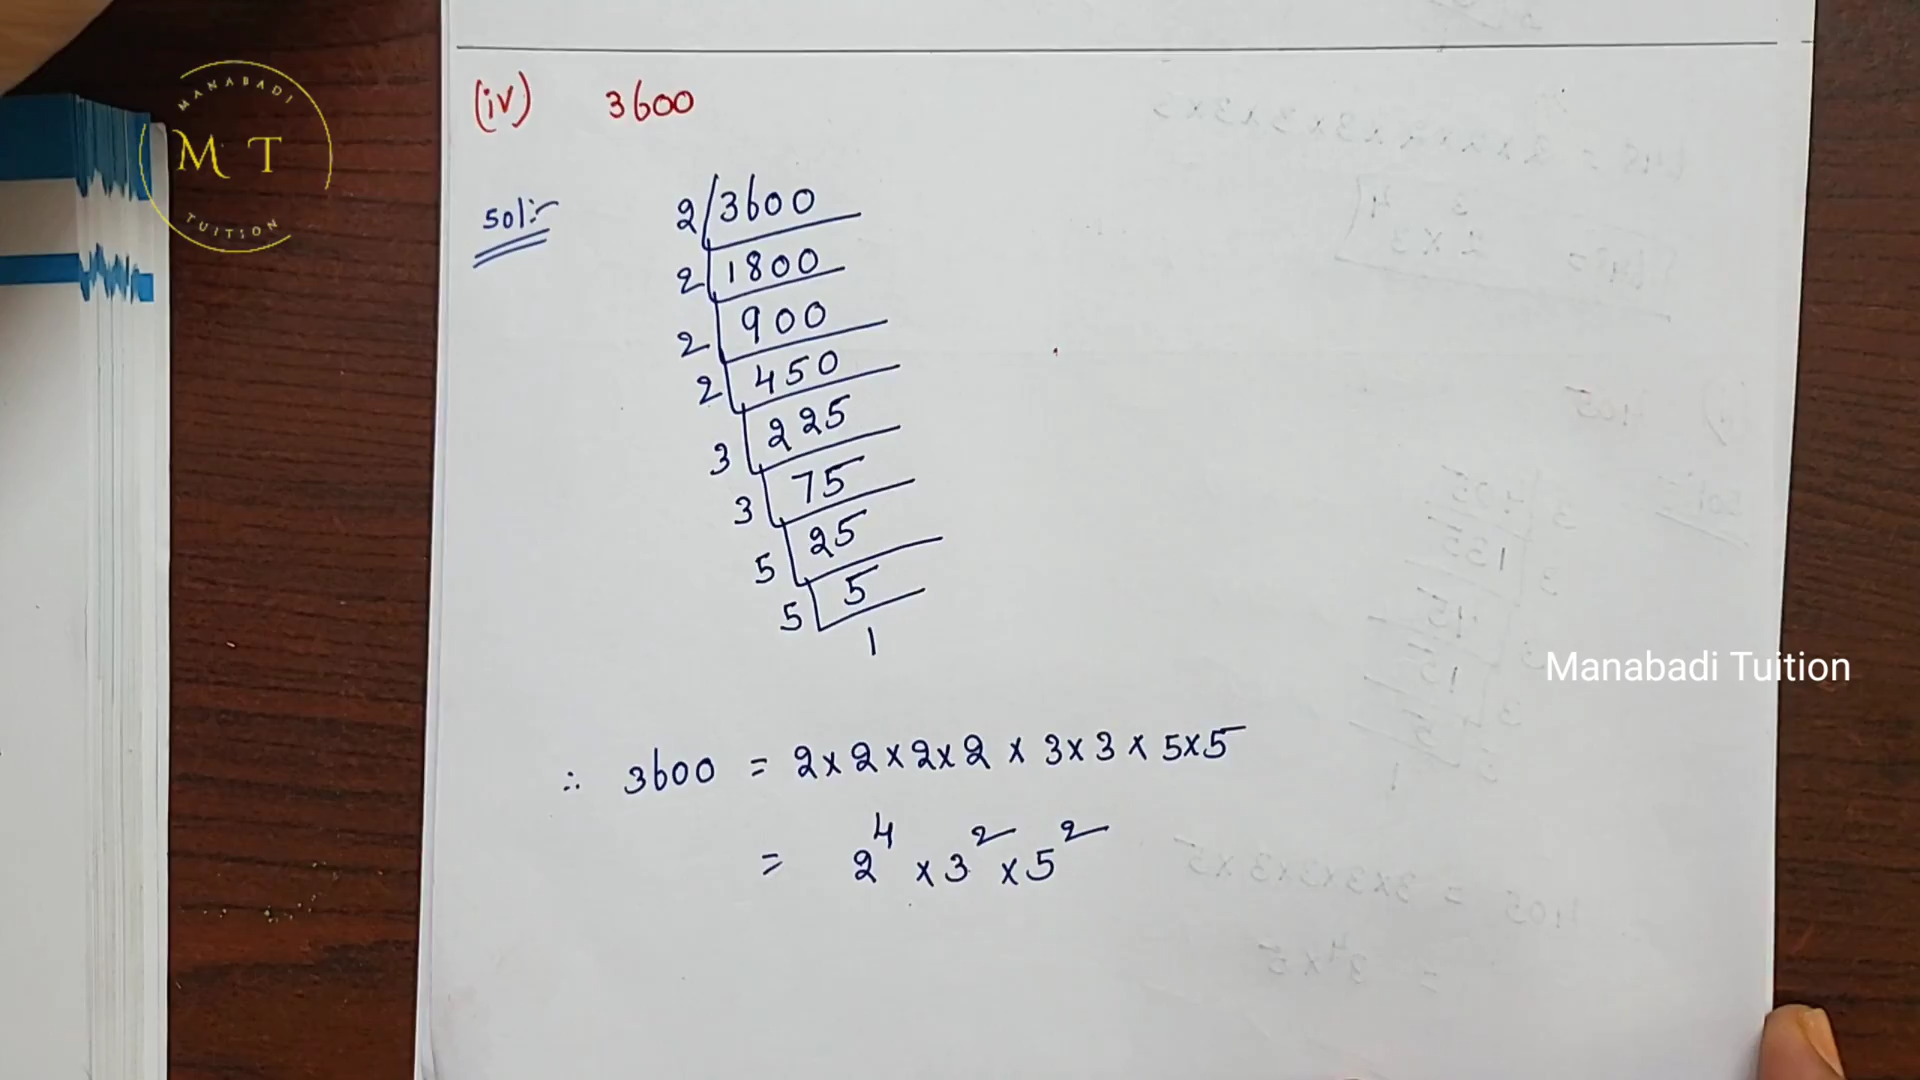 MANABADI
M T
TUITION
(iv) 3600
Sol:-
2 3600
2 1800
2 900
2 450
3 225
3 75
5 25
5 5
1
Manabadi Tuition
∴ 3600 = 2×2×2×2 × 3×3 × 5×5
= 2⁴ × 3² × 5²